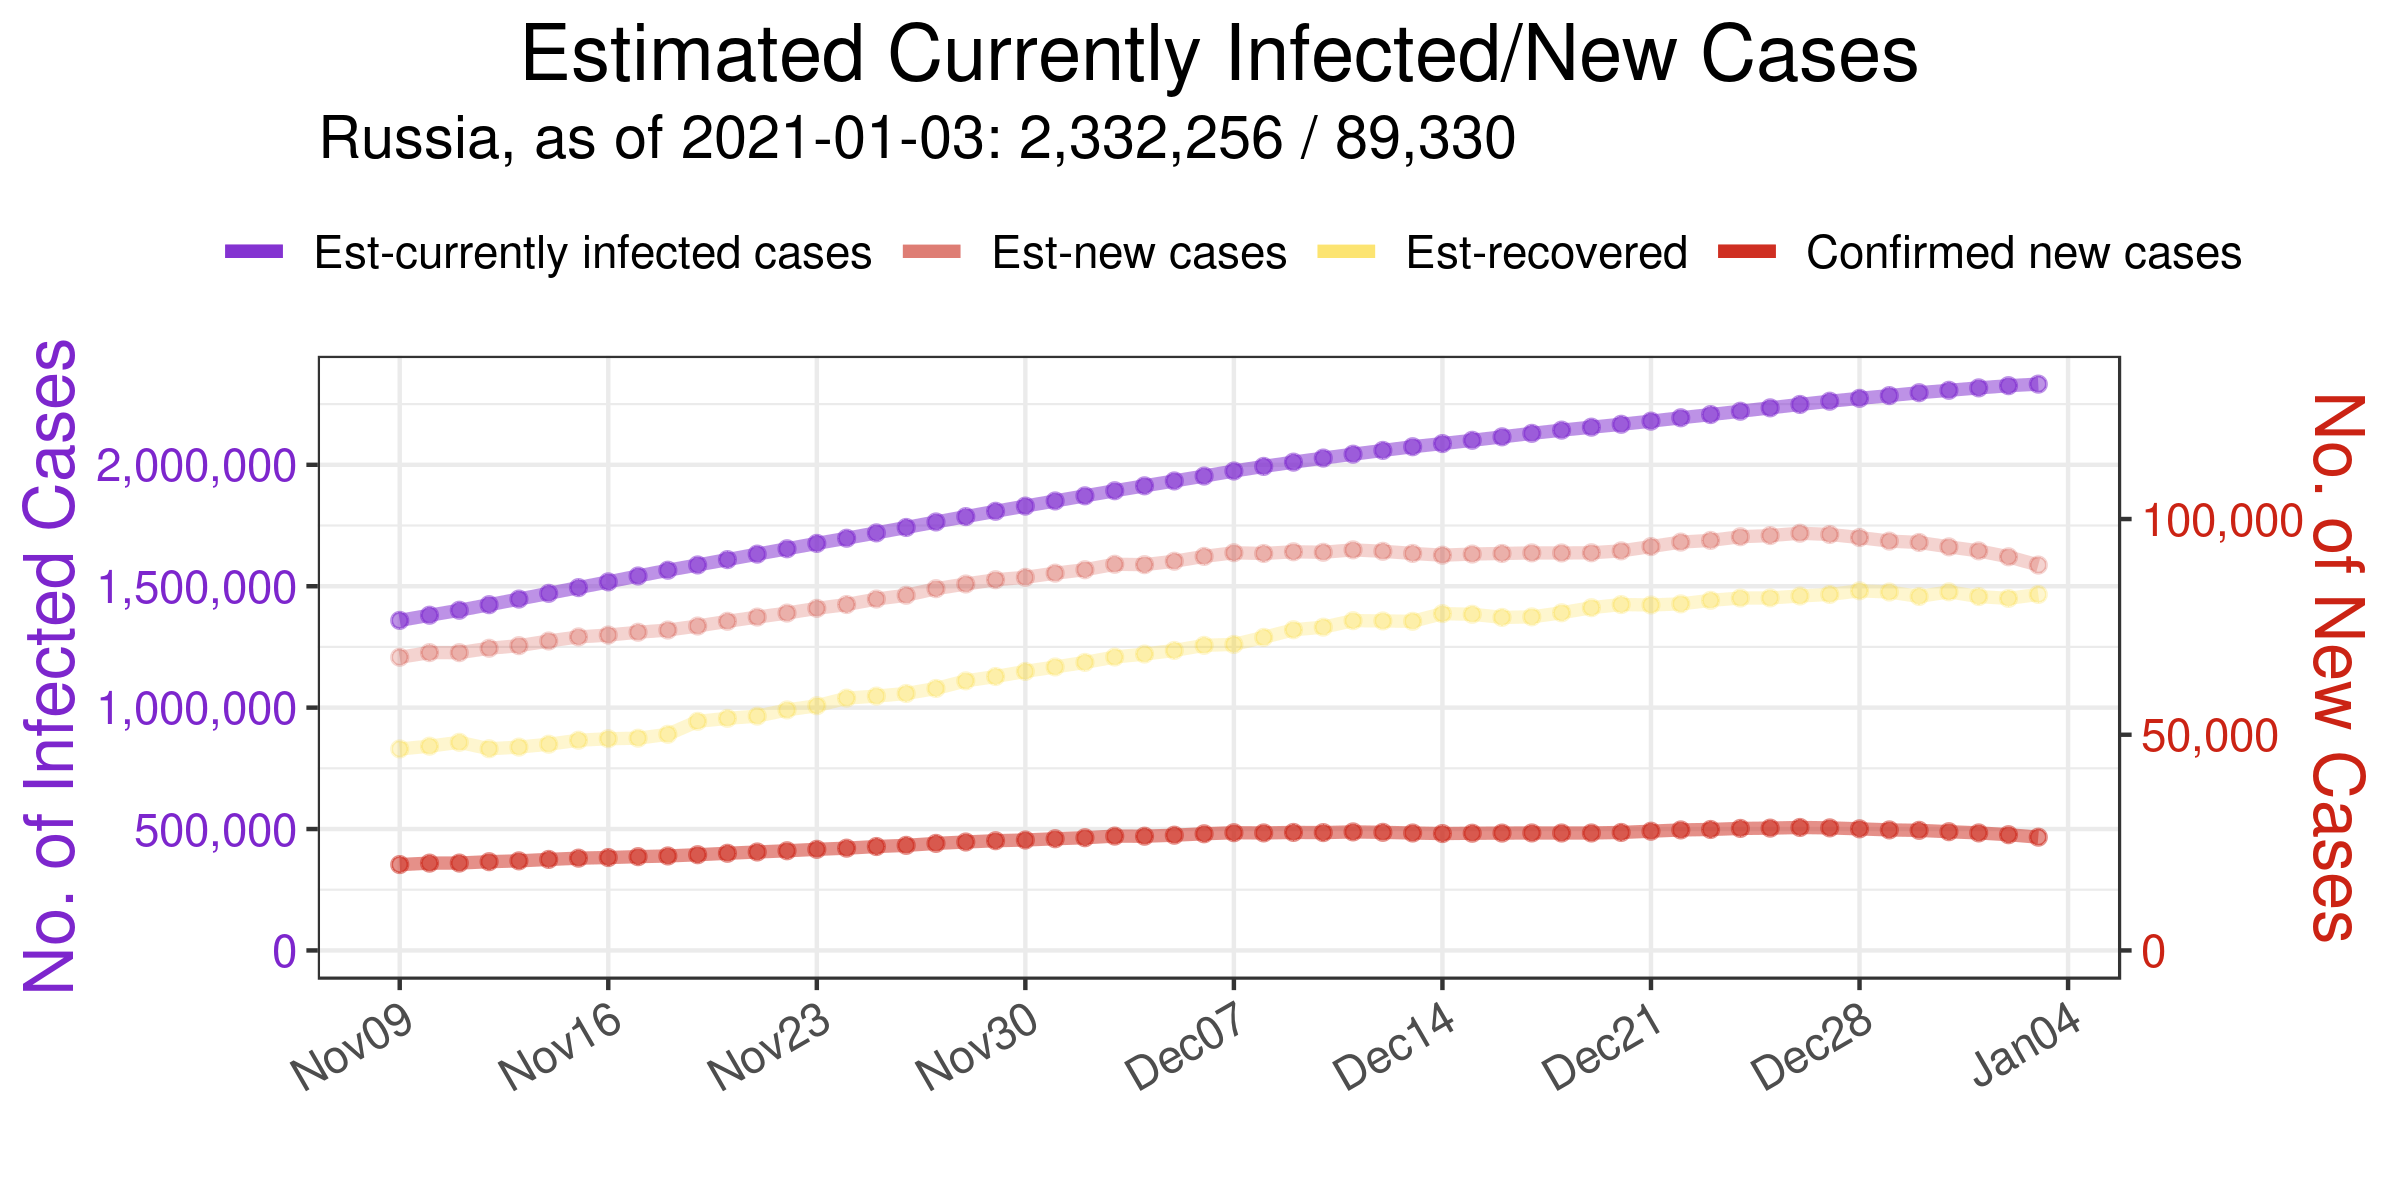 Estimated Currently Infected/New Cases
Russia, as of 2021-01-03: 2,332,256 / 89,330
Est-currently infected cases Est-new cases Est-recovered Confirmed new cases
No. of Infected Cases
2,000,000
1,500,000
1,000,000
500,000
0
100,000
50,000
0
No. of New Cases
Nov09 Nov16 Nov23 Nov30 Dec07 Dec14 Dec21 Dec28 Jan04